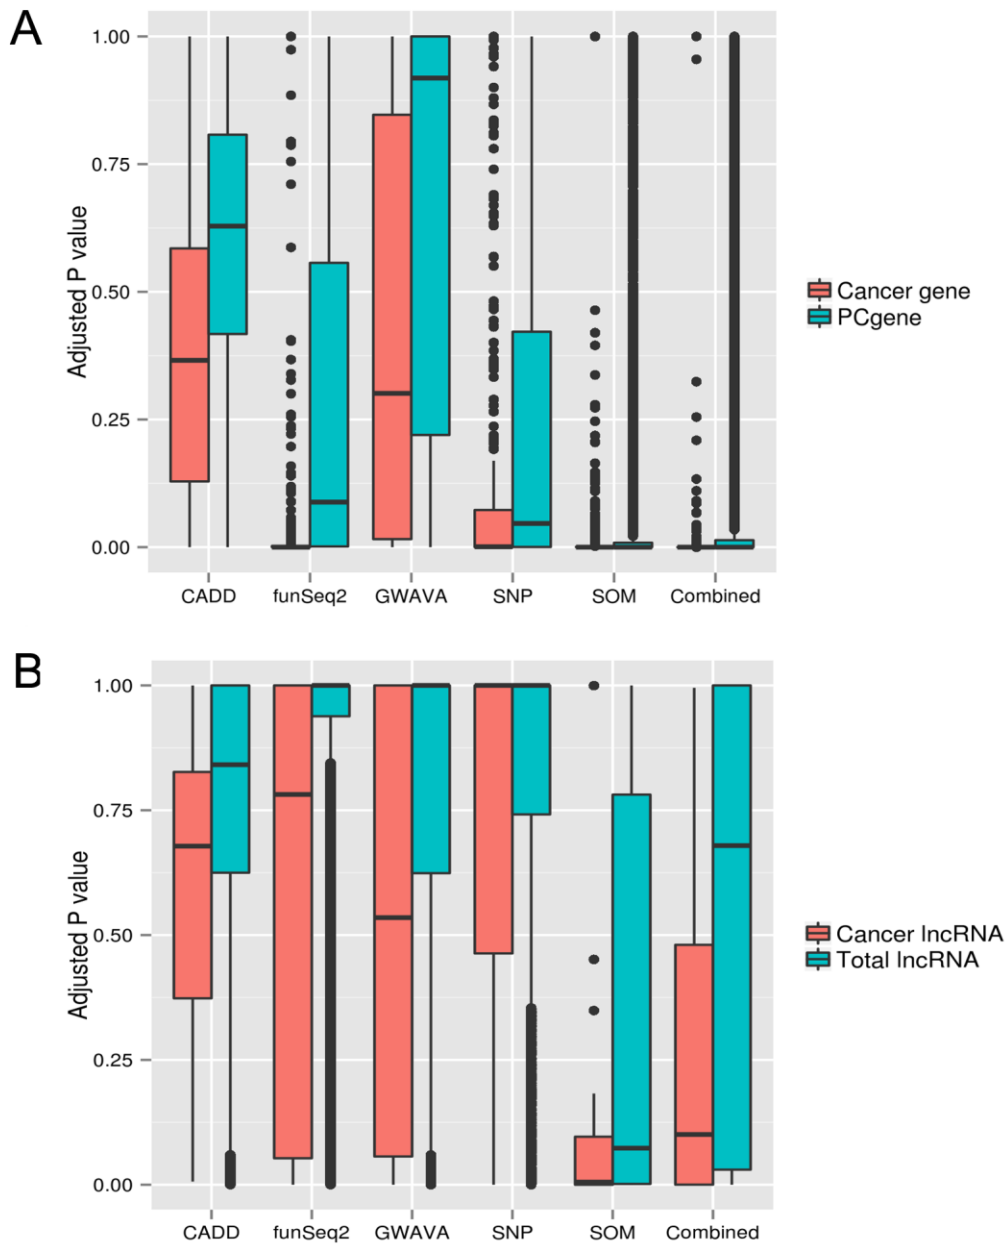 A
Adjusted P value
1.00
0.75
0.50
0.25
0.00
CADD funSeq2 GWAVA SNP SOM Combined
Cancer gene
PCgene
B
Adjusted P value
1.00
0.75
0.50
0.25
0.00
CADD funSeq2 GWAVA SNP SOM Combined
Cancer lncRNA
Total lncRNA